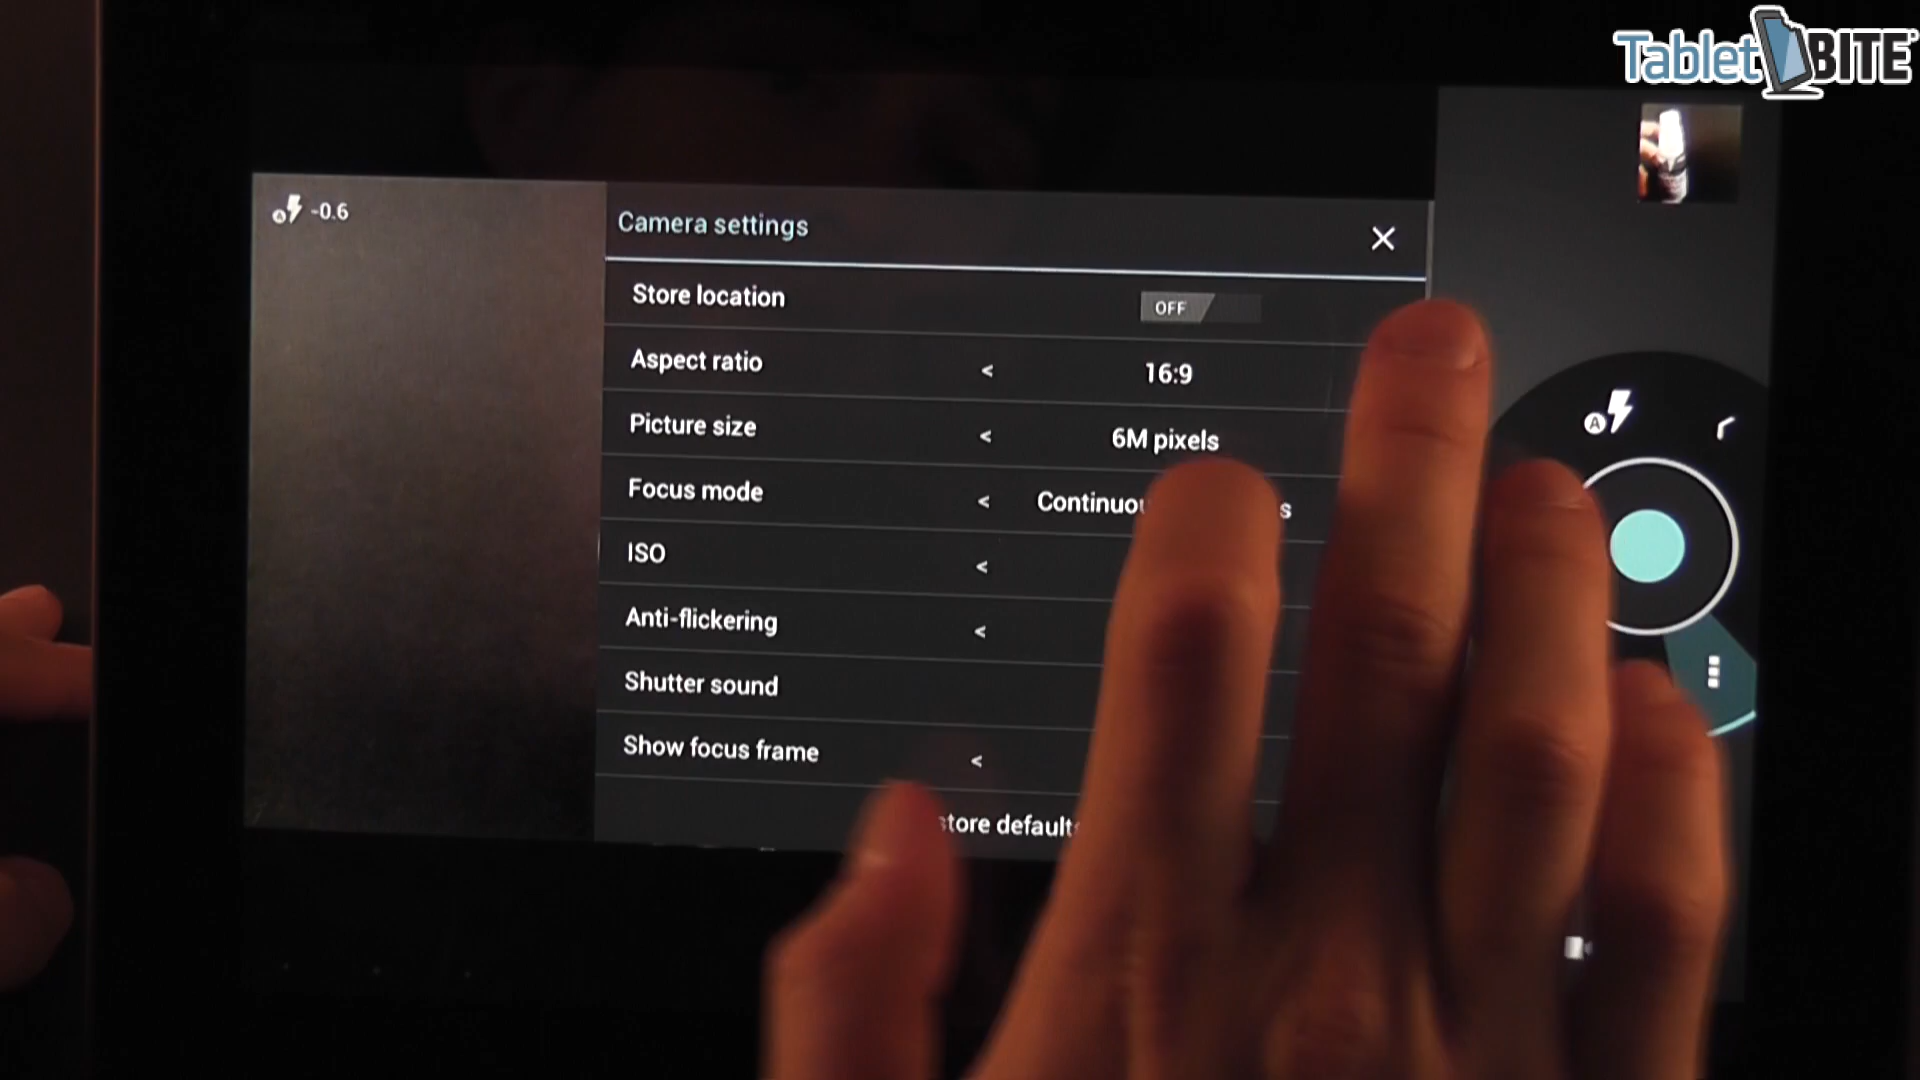 TabletBITE
-0.6
Camera settings
Store location OFF
Aspect ratio < 16:9
Picture size < 6M pixels
Focus mode <
ISO <
Anti-flickering <
Shutter sound
Show focus frame <
A